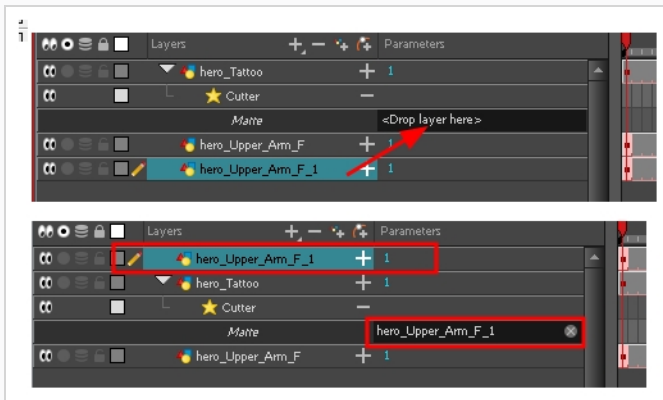 Layers Parameters
hero_Tattoo 1
Cutter
Matte <Drop layer here>
hero_Upper_Arm_F 1
hero_Upper_Arm_F_1 1
Layers Parameters
hero_Upper_Arm_F_1 1
hero_Tattoo 1
Cutter
Matte hero_Upper_Arm_F_1
hero_Upper_Arm_F 1